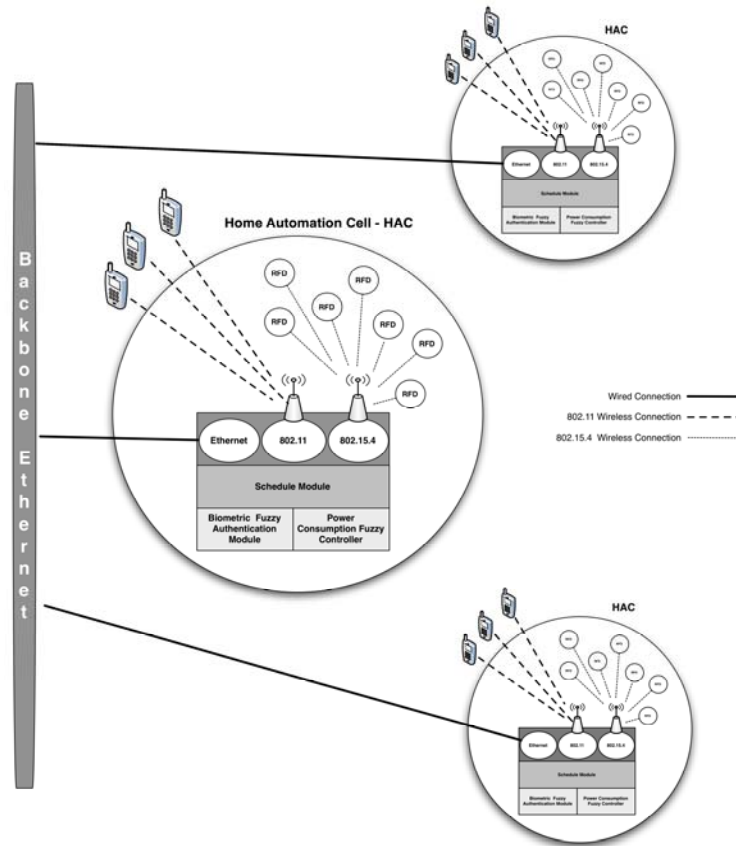 HAC
Ethernet
802.11
802.15.4
Schedule Module
Biometric Fuzzy
Authentication Module
Power Consumption
Fuzzy Controller
Backbone Ethernet
Home Automation Cell - HAC
RFD
RFD
RFD
RFD
RFD
RFD
RFD
Ethernet
802.11
802.15.4
Schedule Module
Biometric Fuzzy
Authentication
Module
Power
Consumption Fuzzy
Controller
Wired Connection
802.11 Wireless Connection
802.15.4 Wireless Connection
HAC
Ethernet
802.11
802.15.4
Schedule Module
Biometric Fuzzy
Authentication Module
Power Consumption
Fuzzy Controller